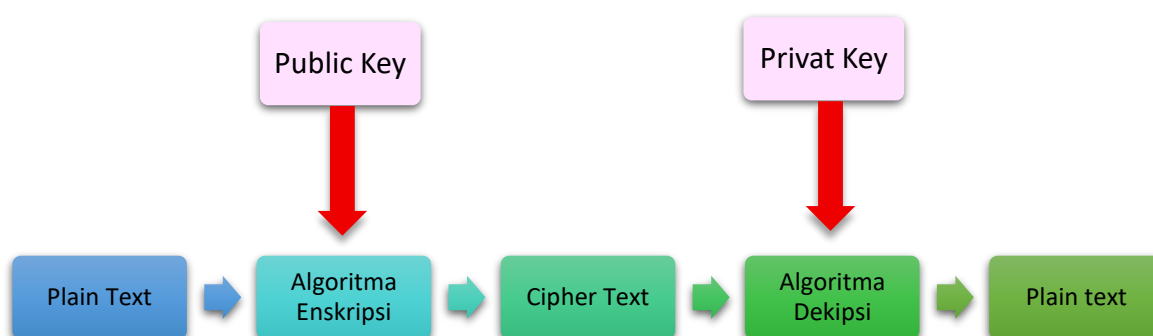 Public Key
Privat Key
Plain Text
Algoritma
Enskripsi
Cipher Text
Algoritma
Dekipsi
Plain text